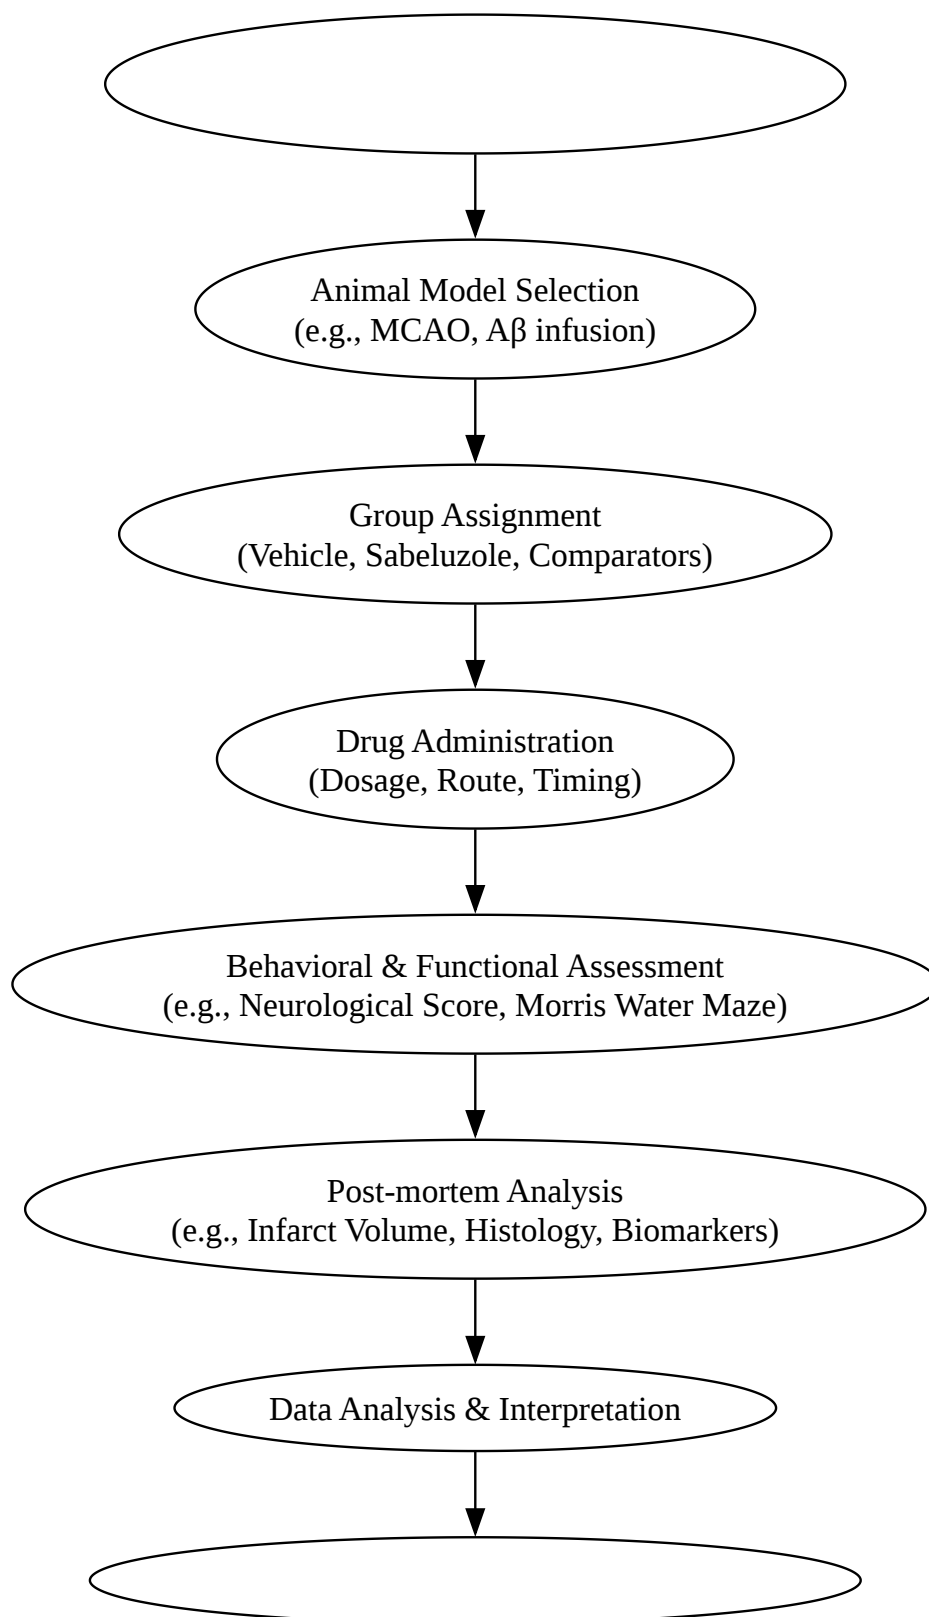 Animal Model Selection
(e.g., MCAO, Aβ infusion)
Group Assignment
(Vehicle, Sabeluzole, Comparators)
Drug Administration
(Dosage, Route, Timing)
Behavioral & Functional Assessment
(e.g., Neurological Score, Morris Water Maze)
Post-mortem Analysis
(e.g., Infarct Volume, Histology, Biomarkers)
Data Analysis & Interpretation